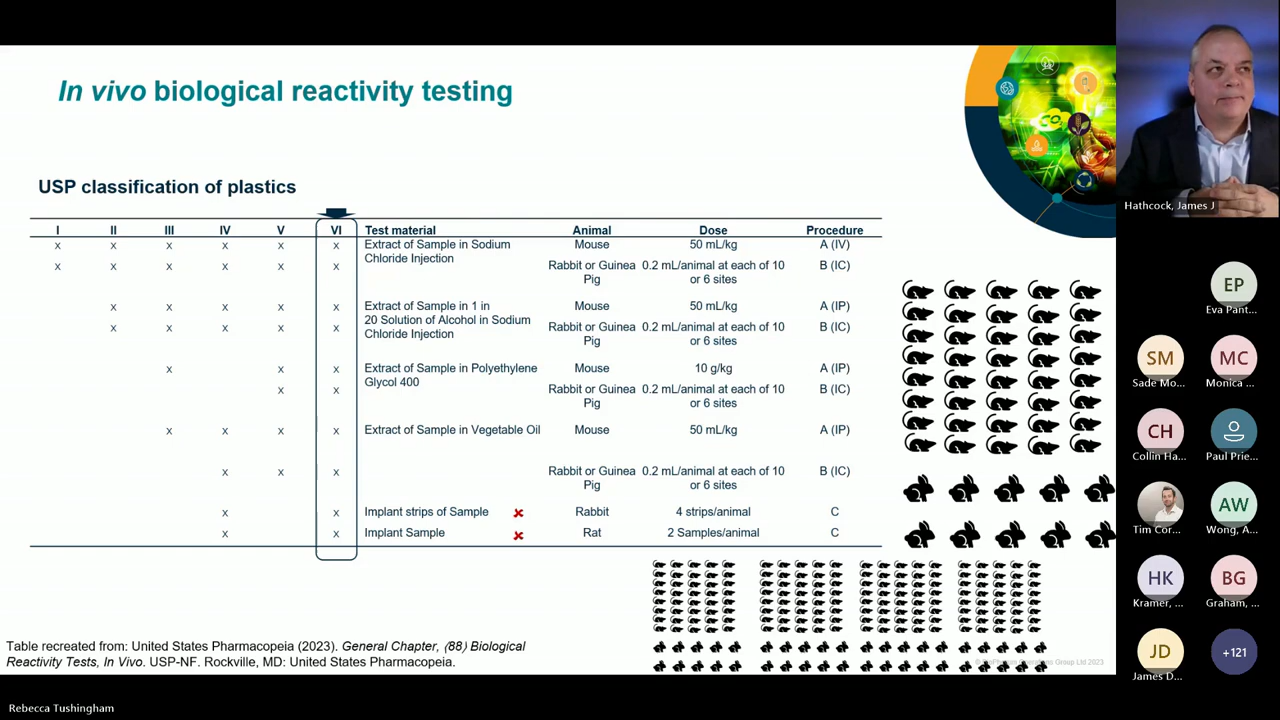 In vivo biological reactivity testing
USP classification of plastics
I II III IV V VI Test material Animal Dose Procedure
x x x x x x Extract of Sample in Sodium Mouse 50 mL/kg A (IV)
Chloride Injection
x x x x x x Rabbit or Guinea 0.2 mL/animal at each of 10 B (IC)
Pig or 6 sites
x x x x x Extract of Sample in 1 in Mouse 50 mL/kg A (IP)
20 Solution of Alcohol in Sodium
x x x x x Chloride Injection Rabbit or Guinea 0.2 mL/animal at each of 10 B (IC)
Pig or 6 sites
x x x Extract of Sample in Polyethylene Mouse 10 g/kg A (IP)
Glycol 400
x x Rabbit or Guinea 0.2 mL/animal at each of 10 B (IC)
Pig or 6 sites
x x x x Extract of Sample in Vegetable Oil Mouse 50 mL/kg A (IP)
x x x Rabbit or Guinea 0.2 mL/animal at each of 10 B (IC)
Pig or 6 sites
x x Implant strips of Sample Rabbit 4 strips/animal C
x x Implant Sample Rat 2 Samples/animal C
Table recreated from: United States Pharmacopeia (2023). General Chapter, ⟨88⟩ Biological
Reactivity Tests, In Vivo. USP-NF. Rockville, MD: United States Pharmacopeia.
Group Ltd 2023
CO2
Hathcock, James J
EP
Eva Pant...
SM MC
Sade Mo... Monica ...
CH
Collin Ha... Paul Prie...
AW
Tim Cor... Wong, A...
HK BG
Kramer, ... Graham, ...
JD +121
James D...
Rebecca Tushingham